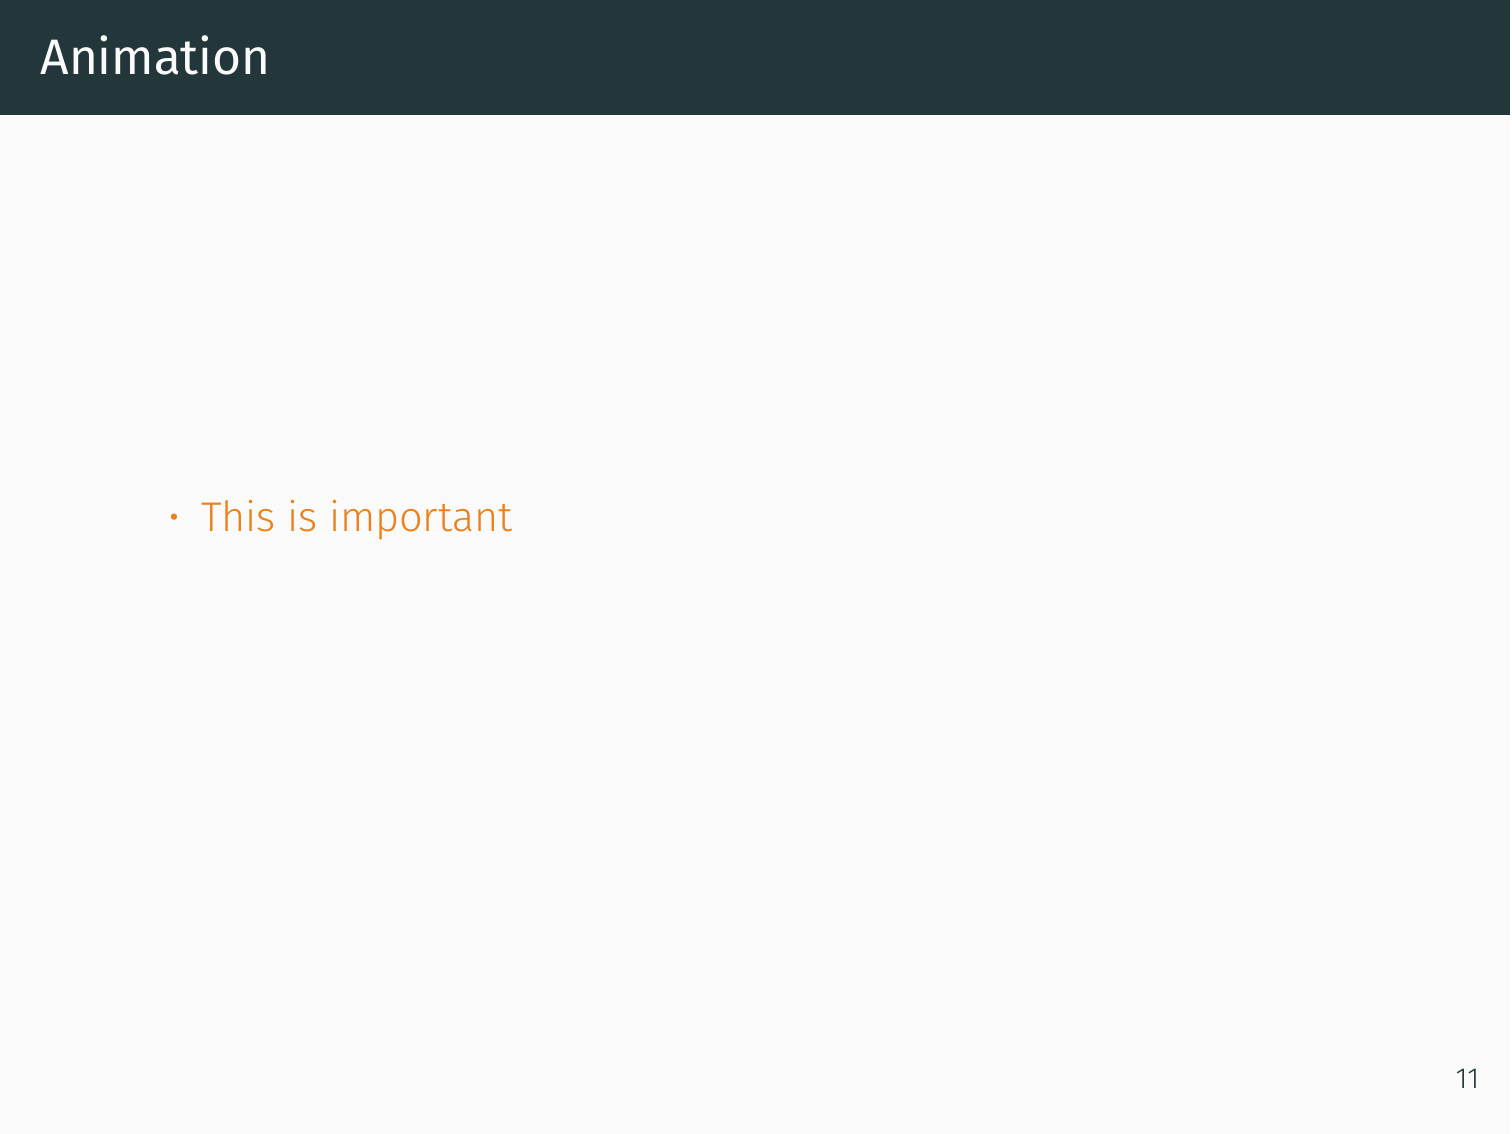 Animation
• This is important
11